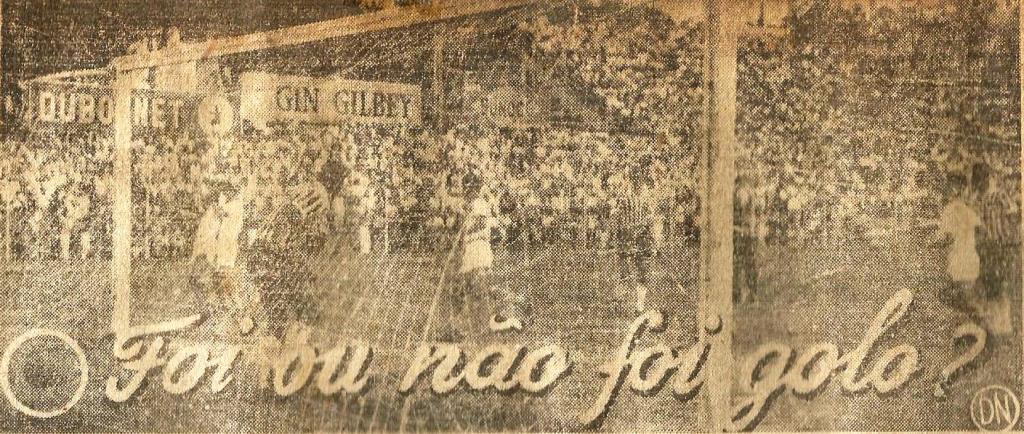 DUBONNET
GIN GILBEY
Foi ou não foi golo?
DN